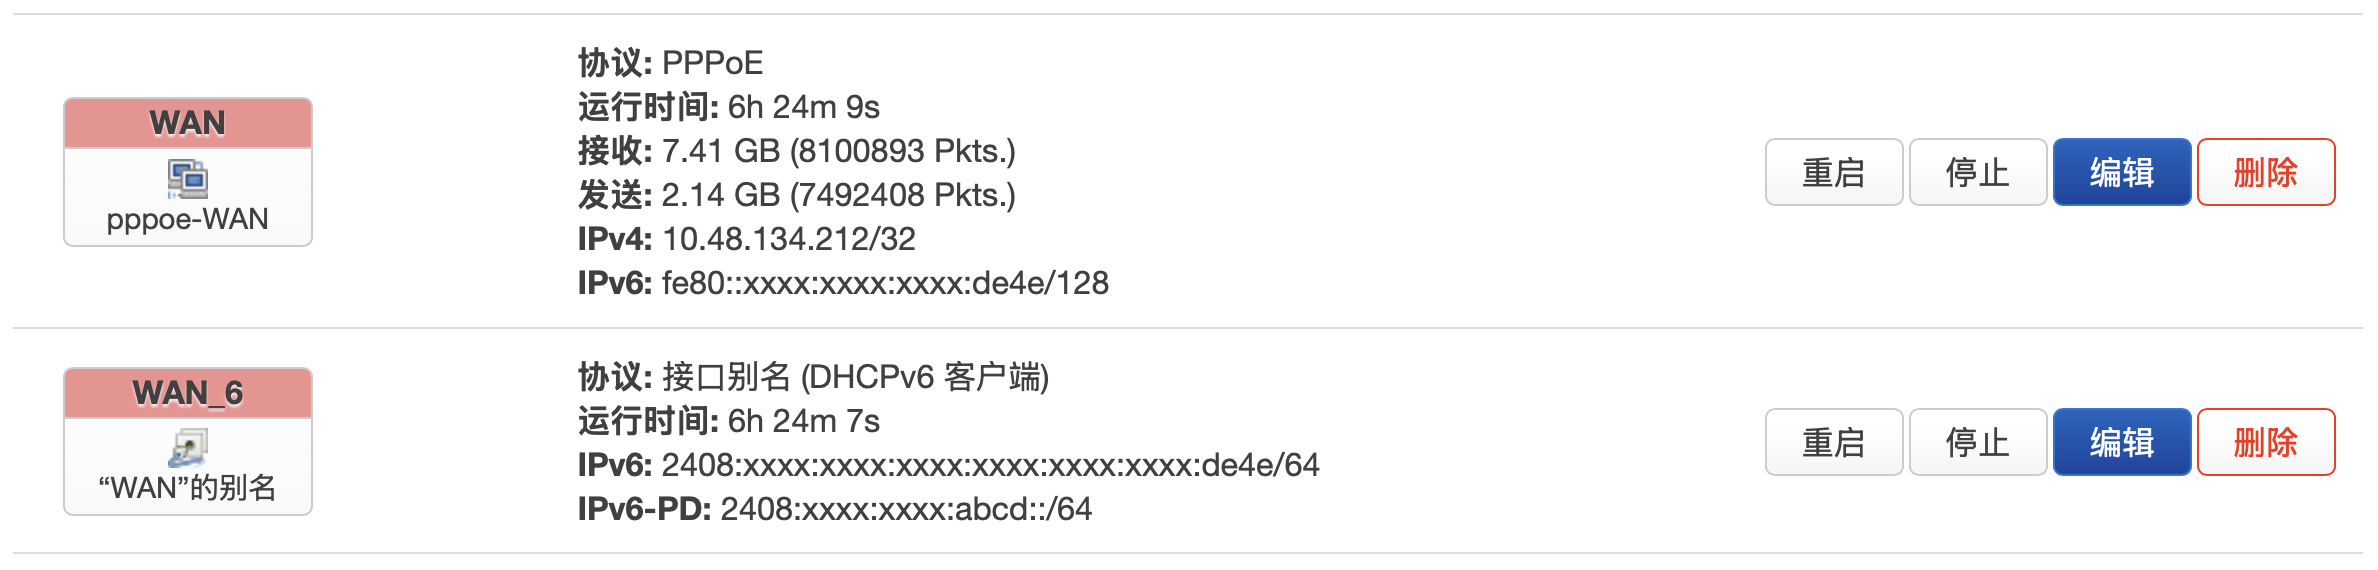 WAN
pppoe-WAN
协议: PPPoE
运行时间: 6h 24m 9s
接收: 7.41 GB (8100893 Pkts.)
发送: 2.14 GB (7492408 Pkts.)
IPv4: 10.48.134.212/32
IPv6: fe80::xxxx:xxxx:xxxx:de4e/128
重启 停止 编辑 删除
WAN_6
“WAN”的别名
协议: 接口别名 (DHCPv6 客户端)
运行时间: 6h 24m 7s
IPv6: 2408:xxxx:xxxx:xxxx:xxxx:xxxx:xxxx:de4e/64
IPv6-PD: 2408:xxxx:xxxx:abcd::/64
重启 停止 编辑 删除